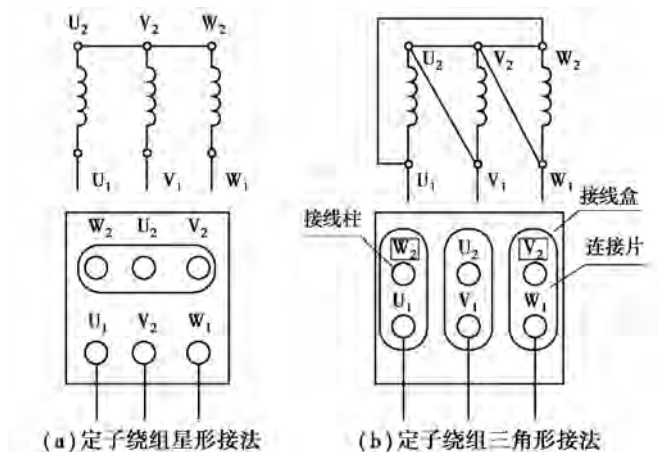 U₂ V₂ W₂
U₁ V₁ W₁
W₂ U₂ V₂
U₁ V₂ W₁
(a)定子绕组星形接法
U₂ V₂ W₂
U₁ V₁ W₁
接线盒
接线柱
连接片
W₂ U₂ V₂
U₁ V₁ W₁
(b)定子绕组三角形接法